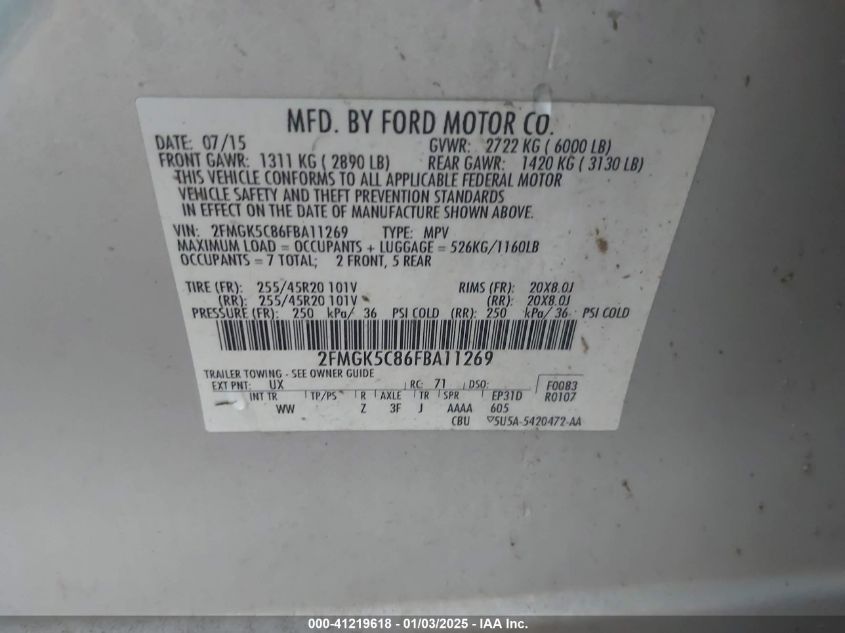 MFD. BY FORD MOTOR CO.
DATE: 07/15 GVWR: 2722 KG ( 6000 LB)
FRONT GAWR: 1311 KG ( 2890 LB) REAR GAWR: 1420 KG ( 3130 LB)
THIS VEHICLE CONFORMS TO ALL APPLICABLE FEDERAL MOTOR
VEHICLE SAFETY AND THEFT PREVENTION STANDARDS
IN EFFECT ON THE DATE OF MANUFACTURE SHOWN ABOVE.
VIN: 2FMGK5C86FBA11269 TYPE: MPV
MAXIMUM LOAD = OCCUPANTS + LUGGAGE = 526KG/1160LB
OCCUPANTS = 7 TOTAL; 2 FRONT, 5 REAR
TIRE (FR): 255/45R20 101V RIMS (FR): 20X8.0J
(RR): 255/45R20 101V (RR): 20X8.0J
PRESSURE (FR): 250 kPa/ 36 PSI COLD (RR): 250 kPa/ 36 PSI COLD
2FMGK5C86FBA11269
TRAILER TOWING - SEE OWNER GUIDE
EXT PNT: UX RC: 71 DSO: F0083
INT TR TP/PS R AXLE TR SPR EP31D R0107
WW Z 3F J AAAA 605
CBU 5U5A-5420472-AA
000-41219618 - 01/03/2025 - IAA Inc.